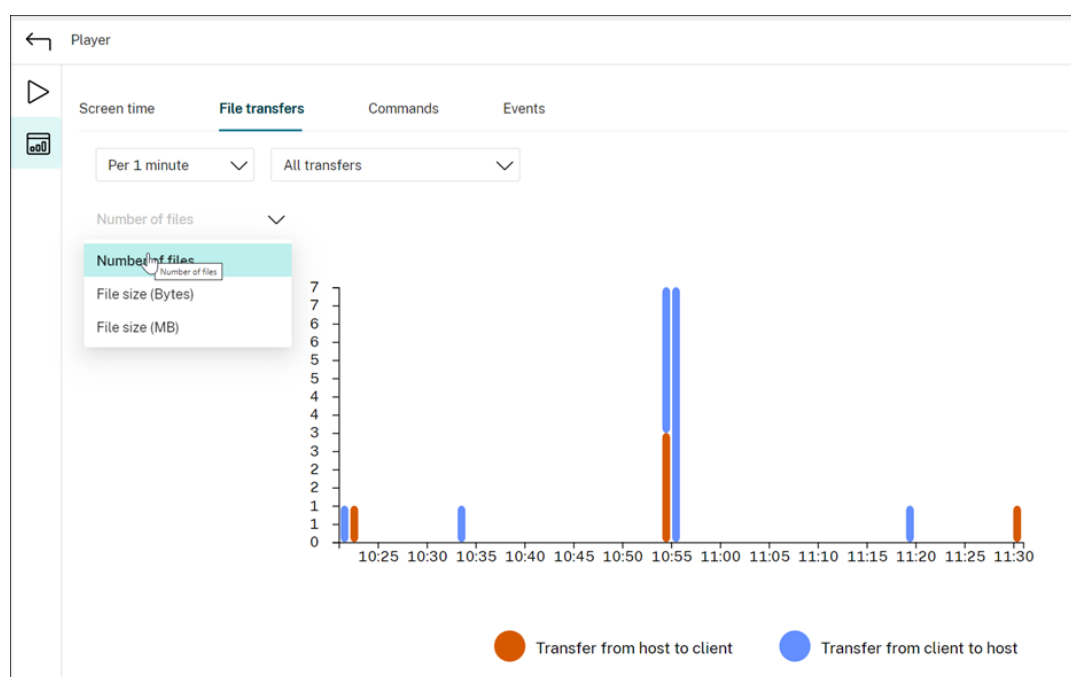 Player
Screen time File transfers Commands Events
Per 1 minute All transfers
Number of files
Number of files
Number of files
File size (Bytes)
File size (MB)
7
7
6
6
5
5
4
4
3
3
2
2
1
1
0
10:25 10:30 10:35 10:40 10:45 10:50 10:55 11:00 11:05 11:10 11:15 11:20 11:25 11:30
Transfer from host to client Transfer from client to host